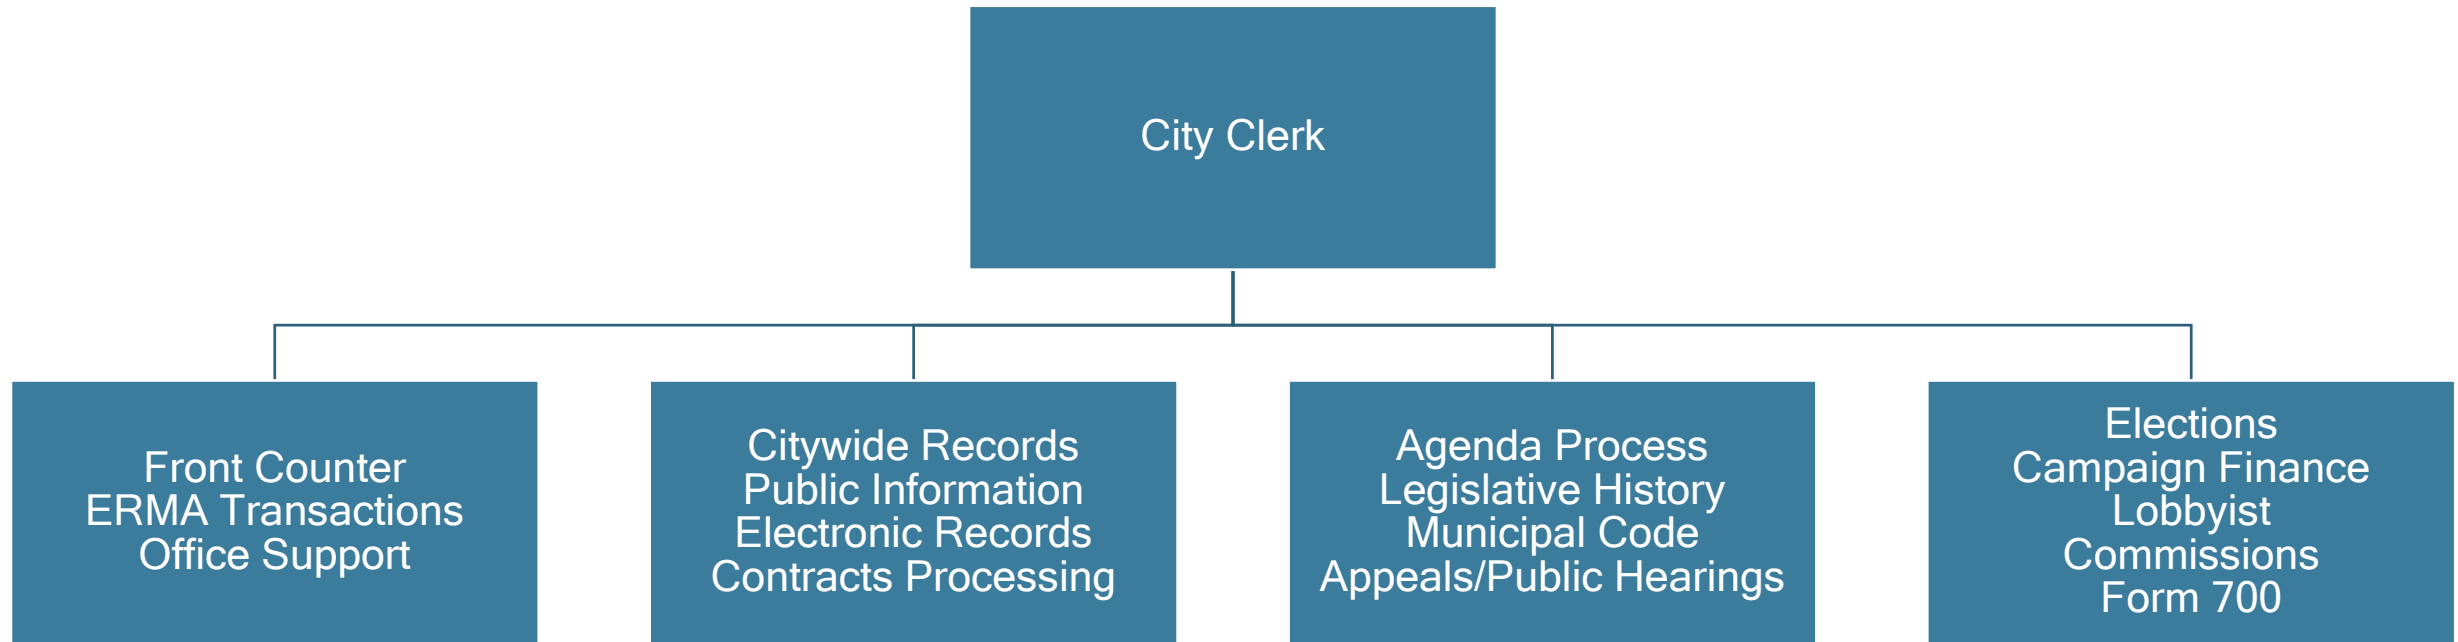 City Clerk
Front Counter
ERMA Transactions
Office Support
Citywide Records
Public Information
Electronic Records
Contracts Processing
Agenda Process
Legislative History
Municipal Code
Appeals/Public Hearings
Elections
Campaign Finance
Lobbyist
Commissions
Form 700